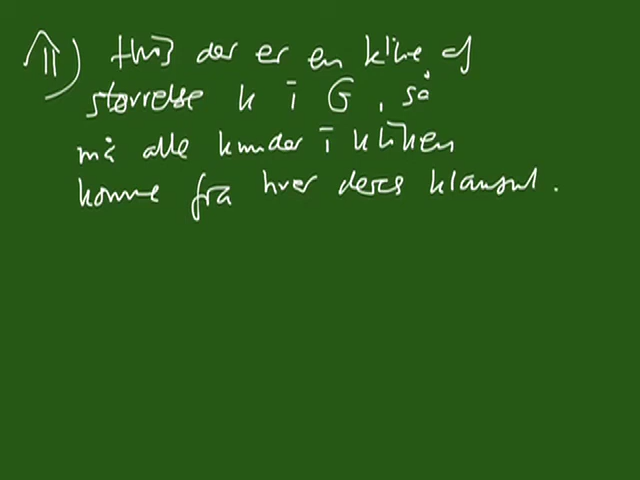 ⇑) Hvis der er en klike af
størrelse k i G, så
må alle knuder i kliken
komme fra hver deres klausul.